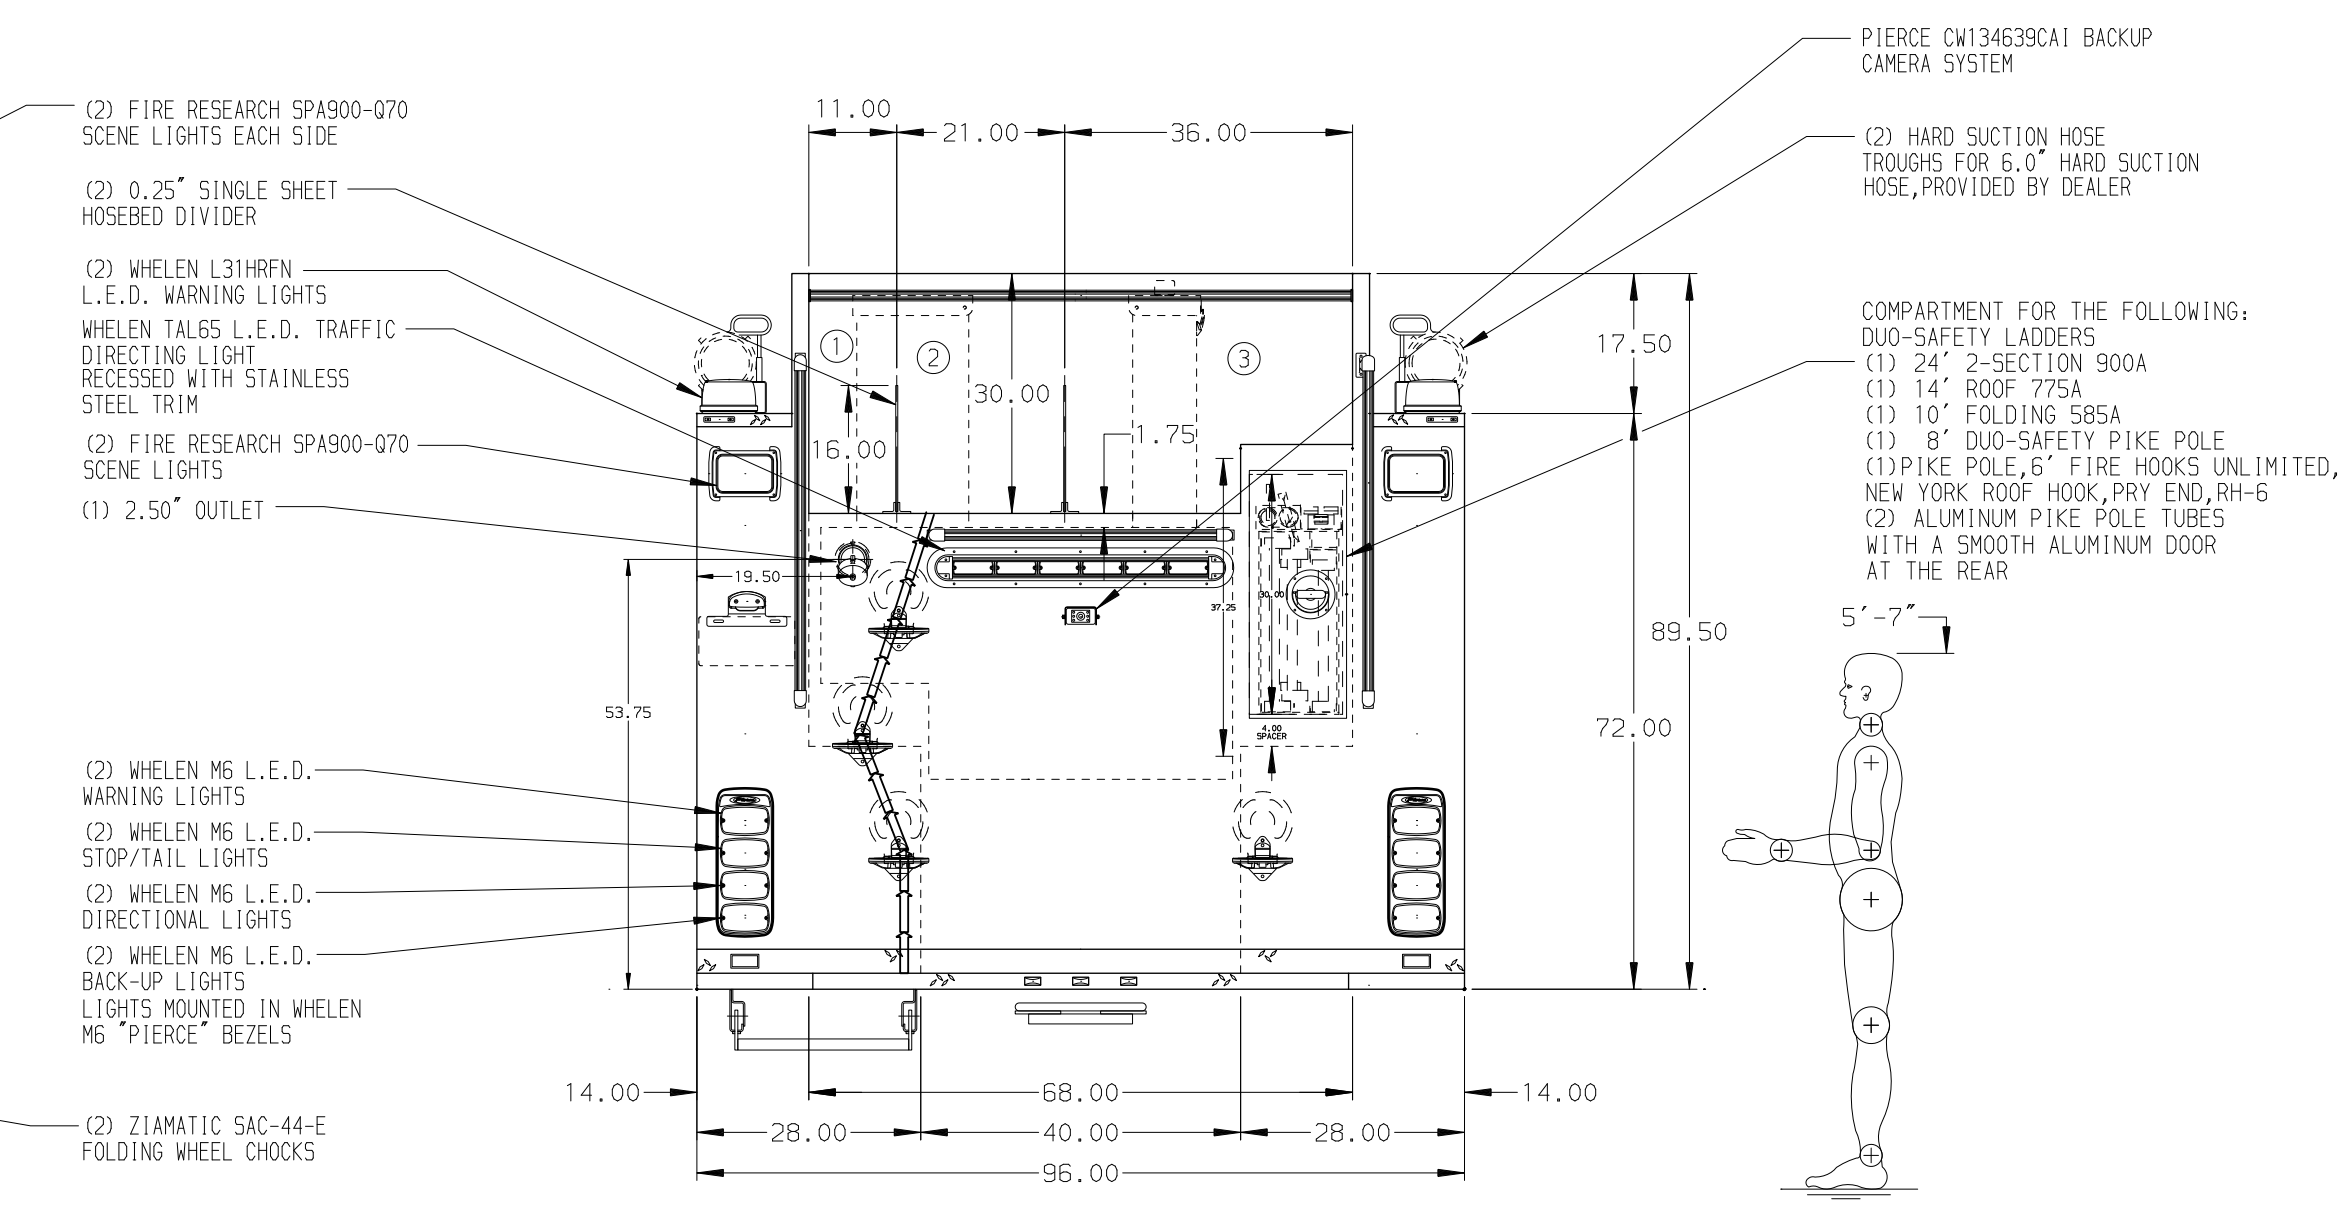 (2) FIRE RESEARCH SPA900-Q70
SCENE LIGHTS EACH SIDE
(2) 0.25″ SINGLE SHEET
HOSEBED DIVIDER
(2) WHELEN L31HRFN
L.E.D. WARNING LIGHTS
WHELEN TAL65 L.E.D. TRAFFIC
DIRECTING LIGHT
RECESSED WITH STAINLESS
STEEL TRIM
(2) FIRE RESEARCH SPA900-Q70
SCENE LIGHTS
(1) 2.50″ OUTLET
(2) WHELEN M6 L.E.D.
WARNING LIGHTS
(2) WHELEN M6 L.E.D.
STOP/TAIL LIGHTS
(2) WHELEN M6 L.E.D.
DIRECTIONAL LIGHTS
(2) WHELEN M6 L.E.D.
BACK-UP LIGHTS
LIGHTS MOUNTED IN WHELEN
M6 ″PIERCE″ BEZELS
(2) ZIAMATIC SAC-44-E
FOLDING WHEEL CHOCKS
11.00
21.00
36.00
1
2
3
30.00
16.00
1.75
17.50
19.50
37.25
30.00
89.50
53.75
72.00
4.00
SPACER
14.00
68.00
14.00
28.00
40.00
28.00
96.00
PIERCE CW134639CAI BACKUP
CAMERA SYSTEM
(2) HARD SUCTION HOSE
TROUGHS FOR 6.0″ HARD SUCTION
HOSE,PROVIDED BY DEALER
COMPARTMENT FOR THE FOLLOWING:
DUO-SAFETY LADDERS
(1) 24′ 2-SECTION 900A
(1) 14′ ROOF 775A
(1) 10′ FOLDING 585A
(1) 8′ DUO-SAFETY PIKE POLE
(1)PIKE POLE,6′ FIRE HOOKS UNLIMITED,
NEW YORK ROOF HOOK,PRY END,RH-6
(2) ALUMINUM PIKE POLE TUBES
WITH A SMOOTH ALUMINUM DOOR
AT THE REAR
5′-7″